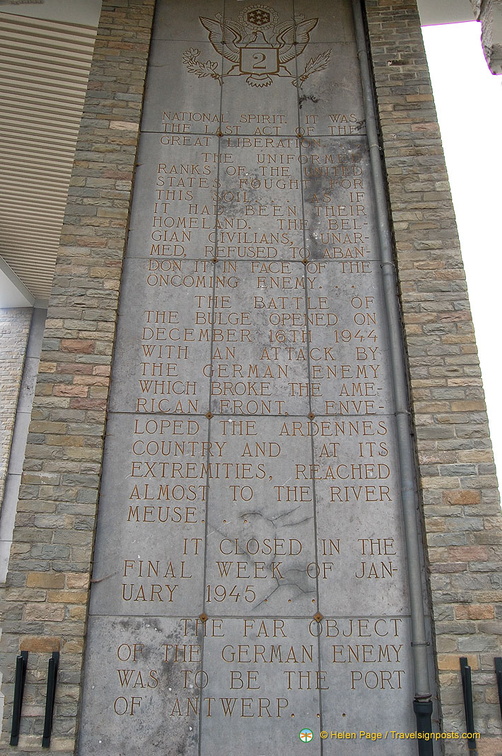 2
NATIONAL SPIRIT. IT WAS
THE LAST ACT OF THE
GREAT LIBERATION.
THE UNIFORMED
RANKS OF THE UNITED
STATES FOUGHT FOR
THIS SOIL . . . AS IF
IT HAD BEEN THEIR
HOMELAND. THE BEL-
GIAN CIVILIANS, UNAR-
MED, REFUSED TO ABAN-
DON IT IN FACE OF THE
ONCOMING ENEMY.
THE BATTLE OF
THE BULGE OPENED ON
DECEMBER 16TH 1944
WITH AN ATTACK BY
THE GERMAN ENEMY
WHICH BROKE THE AME-
RICAN FRONT, ENVE-
LOPED THE ARDENNES
COUNTRY AND AT ITS
EXTREMITIES, REACHED
ALMOST TO THE RIVER
MEUSE.
IT CLOSED IN THE
FINAL WEEK OF JAN-
UARY 1945.
THE FAR OBJECT
OF THE GERMAN ENEMY
WAS TO BE THE PORT
OF ANTWERP. .
© Helen Page / TravelSignposts.com